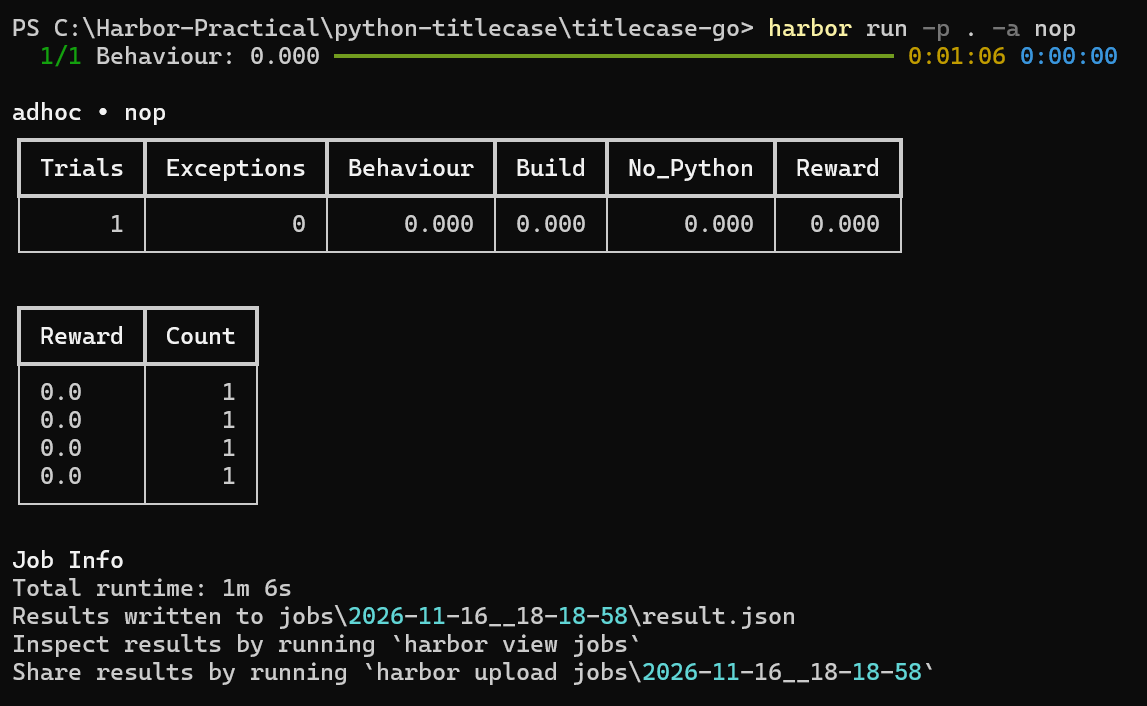 PS C:\Harbor-Practical\python-titlecase\titlecase-go> harbor run -p . -a nop
1/1 Behaviour: 0.000 0:01:06 0:00:00
adhoc • nop
Trials Exceptions Behaviour Build No_Python Reward
1 0 0.000 0.000 0.000 0.000
Reward Count
0.0 1
0.0 1
0.0 1
0.0 1
Job Info
Total runtime: 1m 6s
Results written to jobs\2026-11-16__18-18-58\result.json
Inspect results by running `harbor view jobs`
Share results by running `harbor upload jobs\2026-11-16__18-18-58`